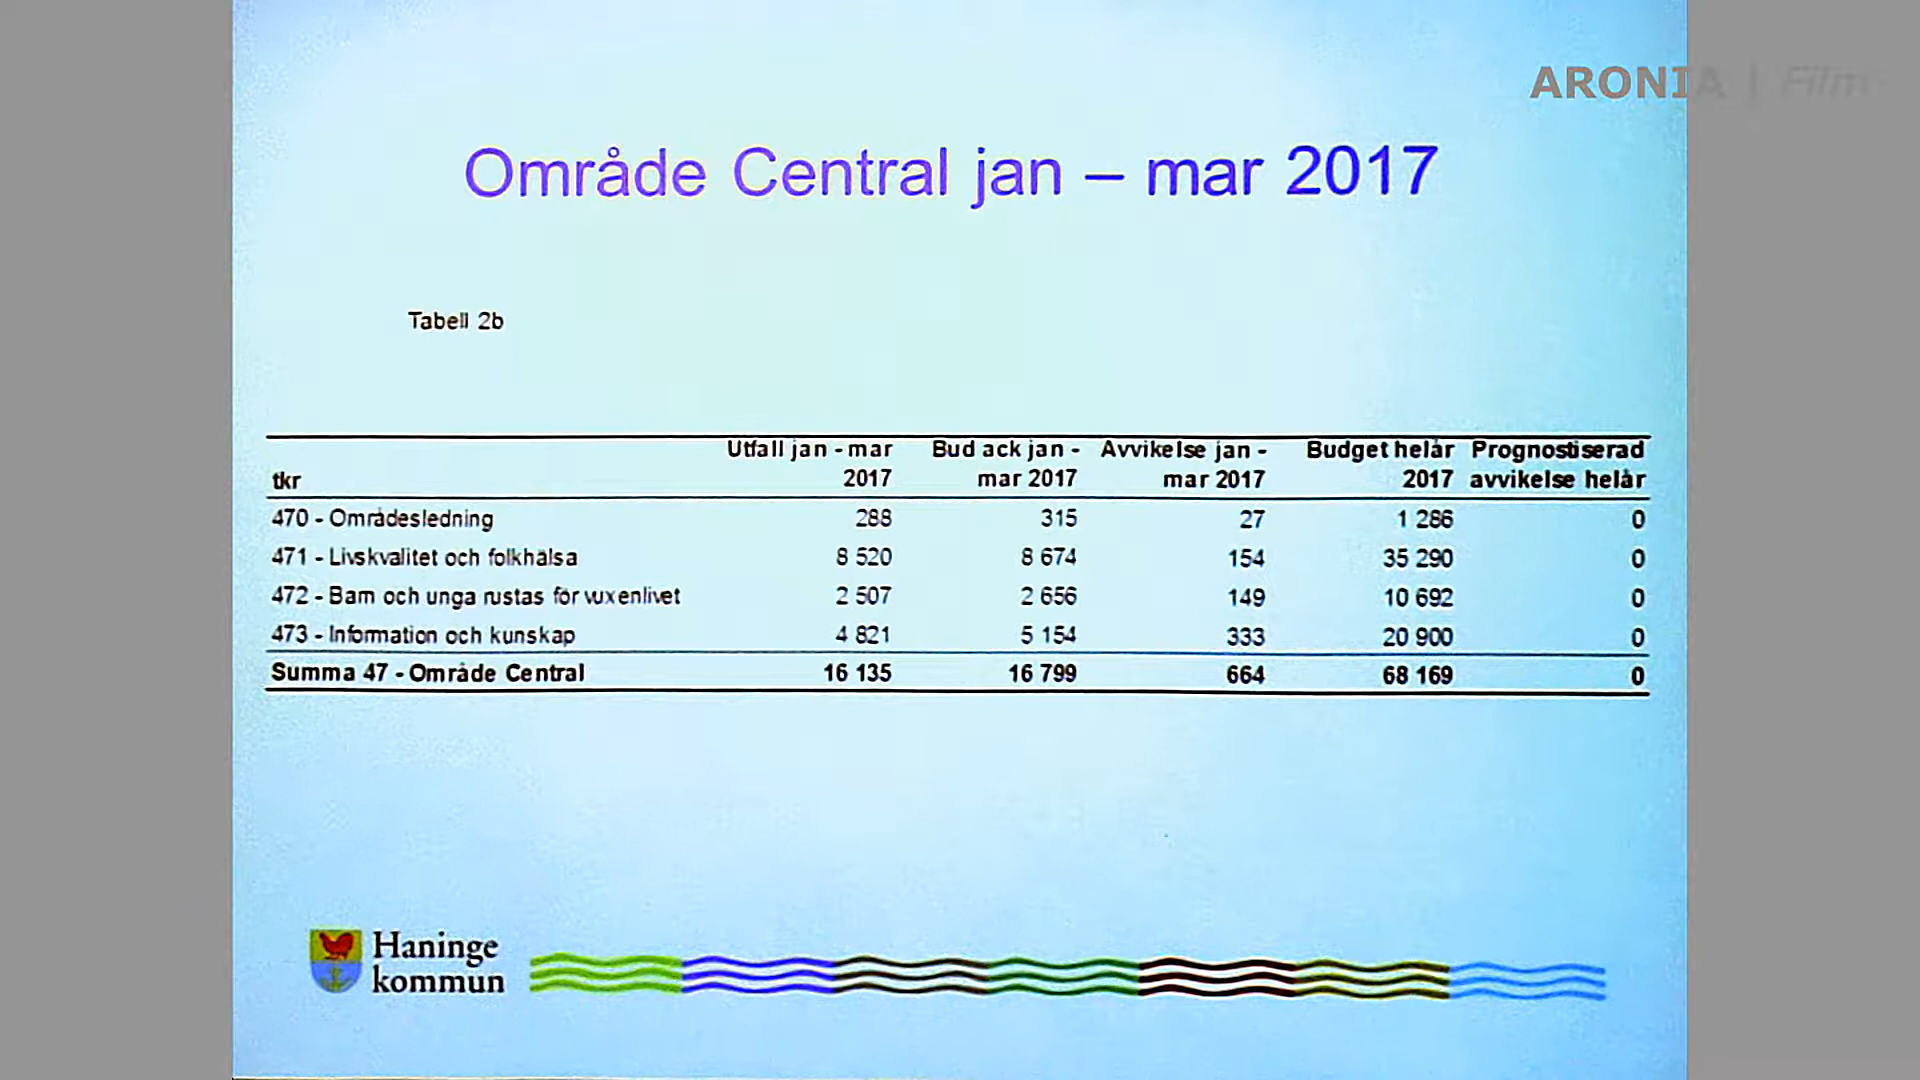 ARONIA | Film
Område Central jan – mar 2017
Tabell 2b
tkr Utfall jan - mar 2017 Bud ack jan - mar 2017 Avvikelse jan - mar 2017 Budget helår 2017 Prognostiserad avvikelse helår
470 - Områdesledning 288 315 27 1 286 0
471 - Livskvalitet och folkhälsa 8 520 8 674 154 35 290 0
472 - Barn och unga rustas för vuxenlivet 2 507 2 656 149 10 692 0
473 - Information och kunskap 4 821 5 154 333 20 900 0
Summa 47 - Område Central 16 135 16 799 664 68 169 0
Haninge
kommun